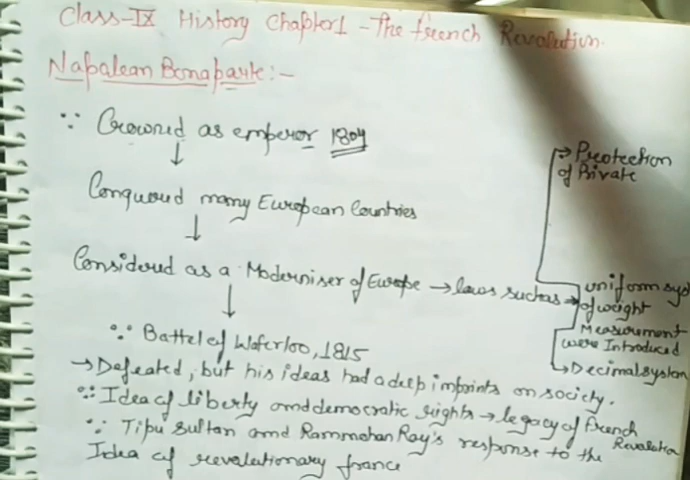 Class-IX History Chapter1 - The French Revolution.
Napalean Bonaparte:-
∵ Crowned as emperor 1804
↓
Conquored many European Countries
↓
Considered as a Moderniser of Europe → laws such as →
→ Protection
of Private
uniform sys
of weight
Measurement
were Introduced
→ Decimal system
↓
∵ Battel of Waterloo, 1815
→ Defeated, but his ideas had a deep imprints on society.
∵ Idea of liberty and democratic rights → legacy of French
Revolution
∵ Tipu Sultan and Rammohan Ray's response to the
Idea of revolutionary france